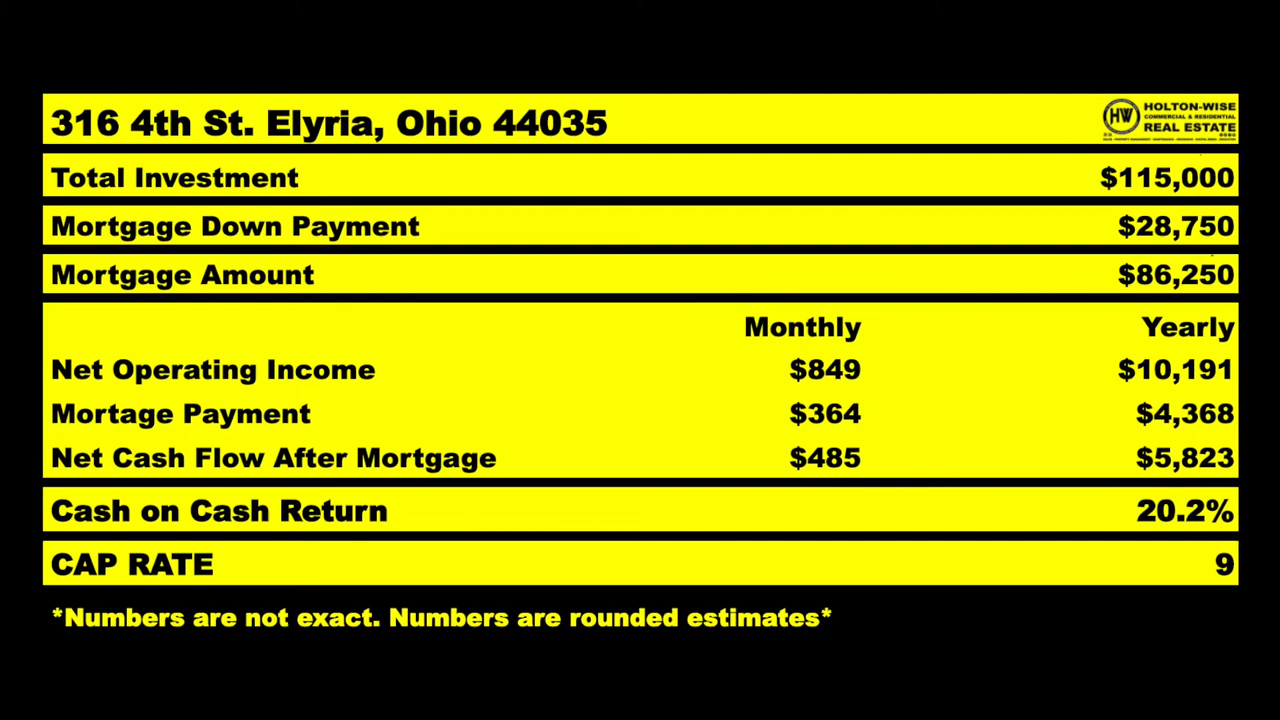 316 4th St. Elyria, Ohio 44035
HOLTON-WISE
COMMERCIAL & RESIDENTIAL
REAL ESTATE
HW
Total Investment $115,000
Mortgage Down Payment $28,750
Mortgage Amount $86,250
Monthly Yearly
Net Operating Income $849 $10,191
Mortage Payment $364 $4,368
Net Cash Flow After Mortgage $485 $5,823
Cash on Cash Return 20.2%
CAP RATE 9
*Numbers are not exact. Numbers are rounded estimates*